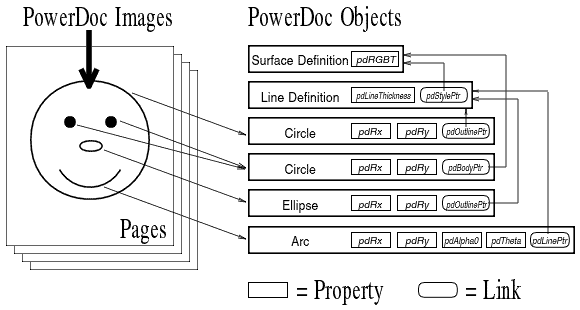 PowerDoc Images
PowerDoc Objects
Surface Definition pdRGBT
Line Definition pdLineThickness pdStylePtr
Circle pdRx pdRy pdOutlinePtr
Circle pdRx pdRy pdBodyPtr
Ellipse pdRx pdRy pdOutlinePtr
Arc pdRx pdRy pdAlpha0 pdTheta pdLinePtr
Pages
= Property = Link